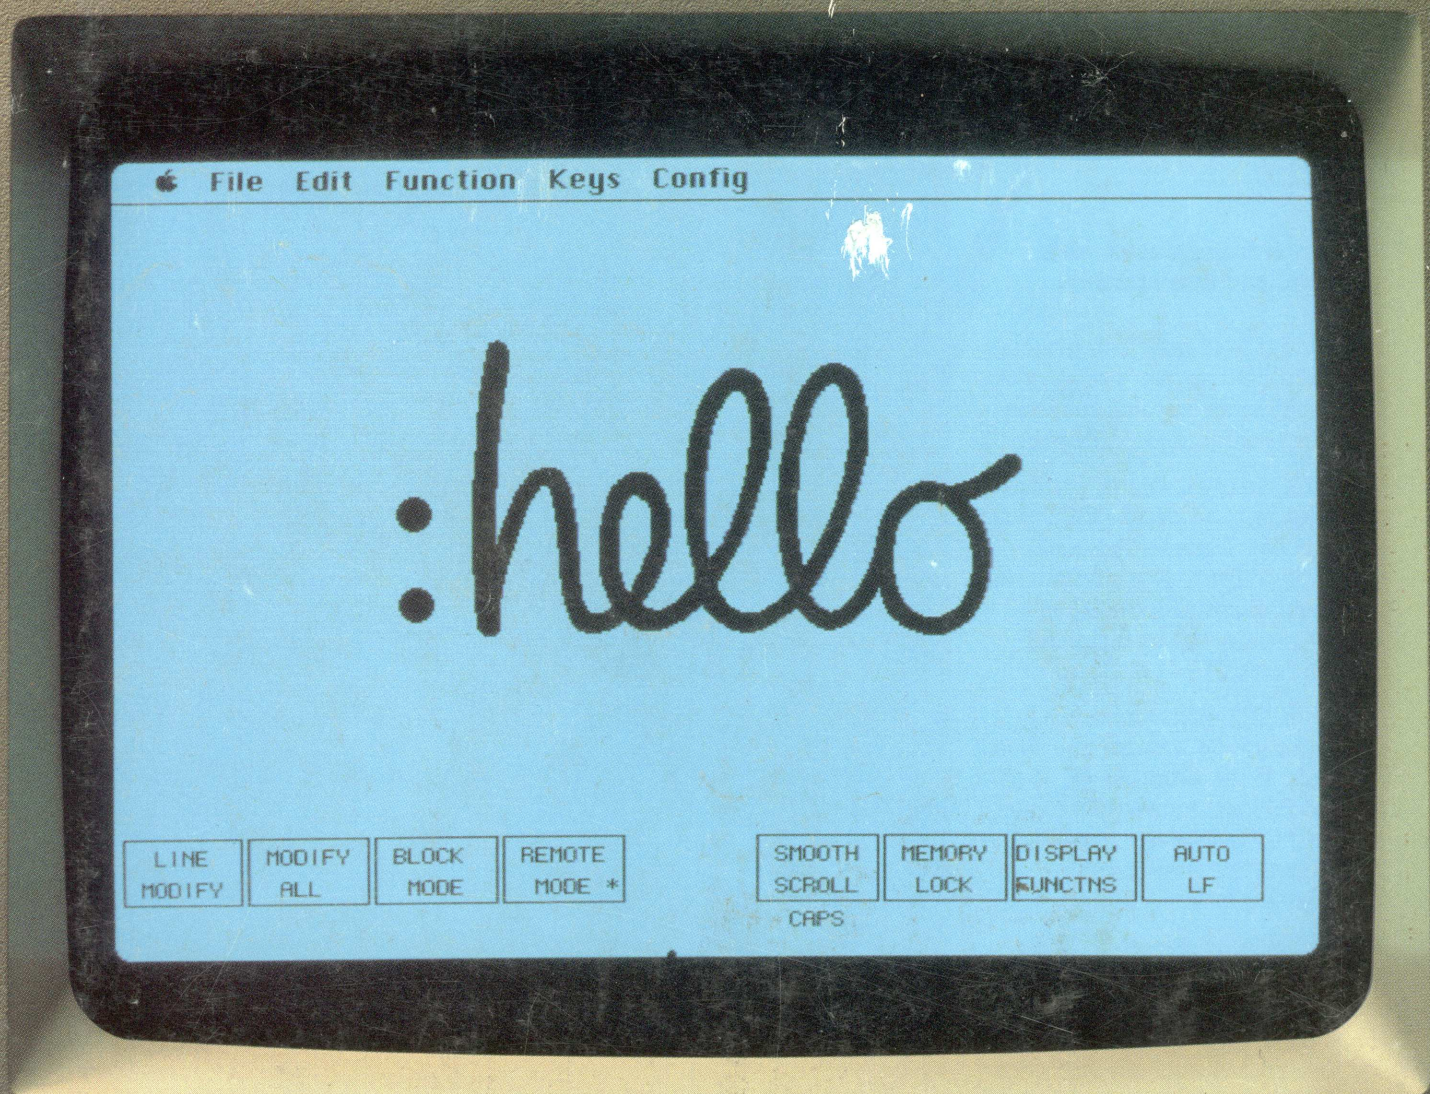 File Edit Function Keys Config
:hello
LINE MODIFY
MODIFY ALL
BLOCK MODE
REMOTE MODE *
SMOOTH SCROLL
MEMORY LOCK
DISPLAY FUNCTNS
AUTO LF
CAPS